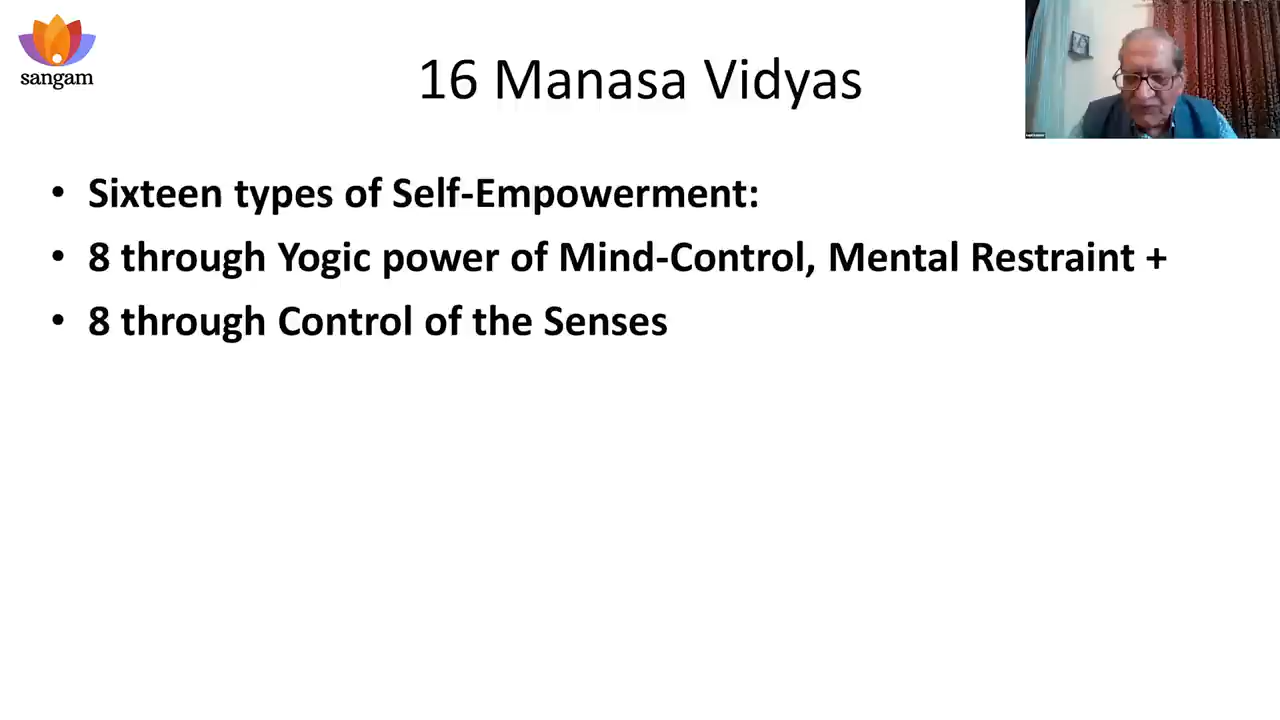 sangam
16 Manasa Vidyas
• Sixteen types of Self-Empowerment:
• 8 through Yogic power of Mind-Control, Mental Restraint +
• 8 through Control of the Senses